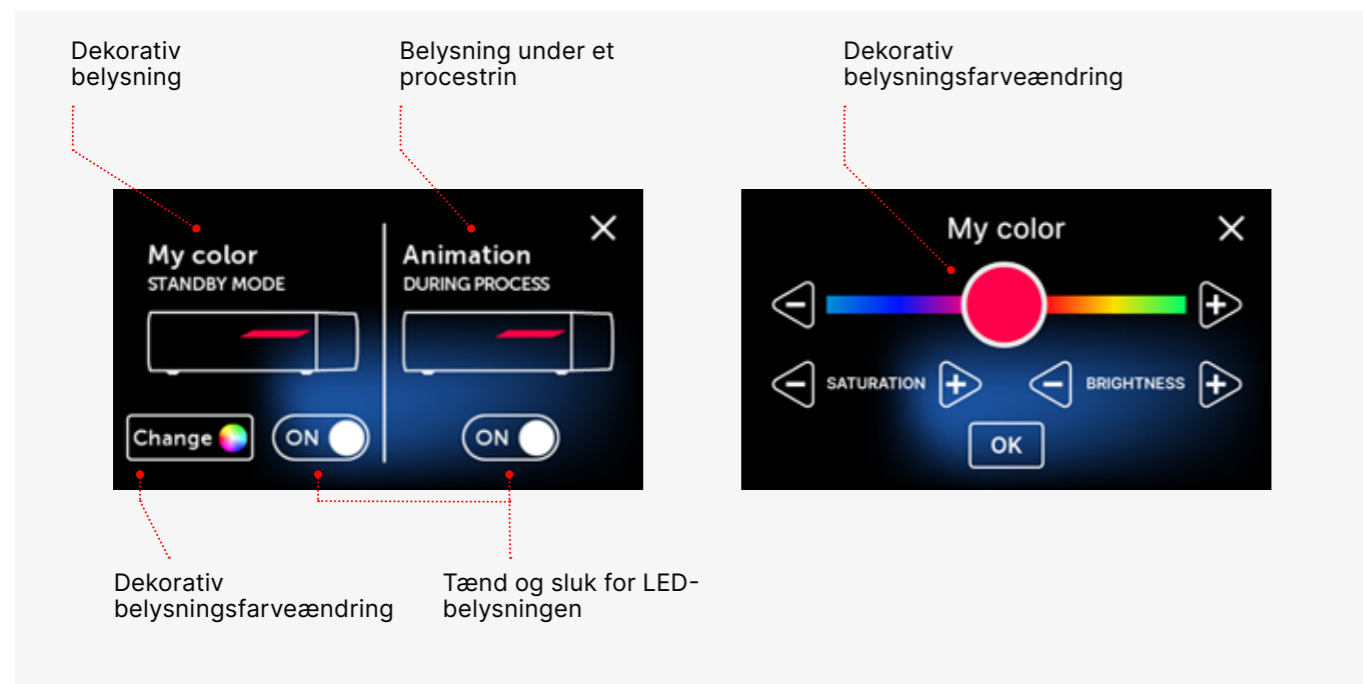 Dekorativ
belysning
Belysning under et
procestrin
Dekorativ
belysningsfarveændring
My color
STANDBY MODE
Animation
DURING PROCESS
Change
ON
ON
My color
SATURATION
BRIGHTNESS
OK
Dekorativ
belysningsfarveændring
Tænd og sluk for LED-
belysningen